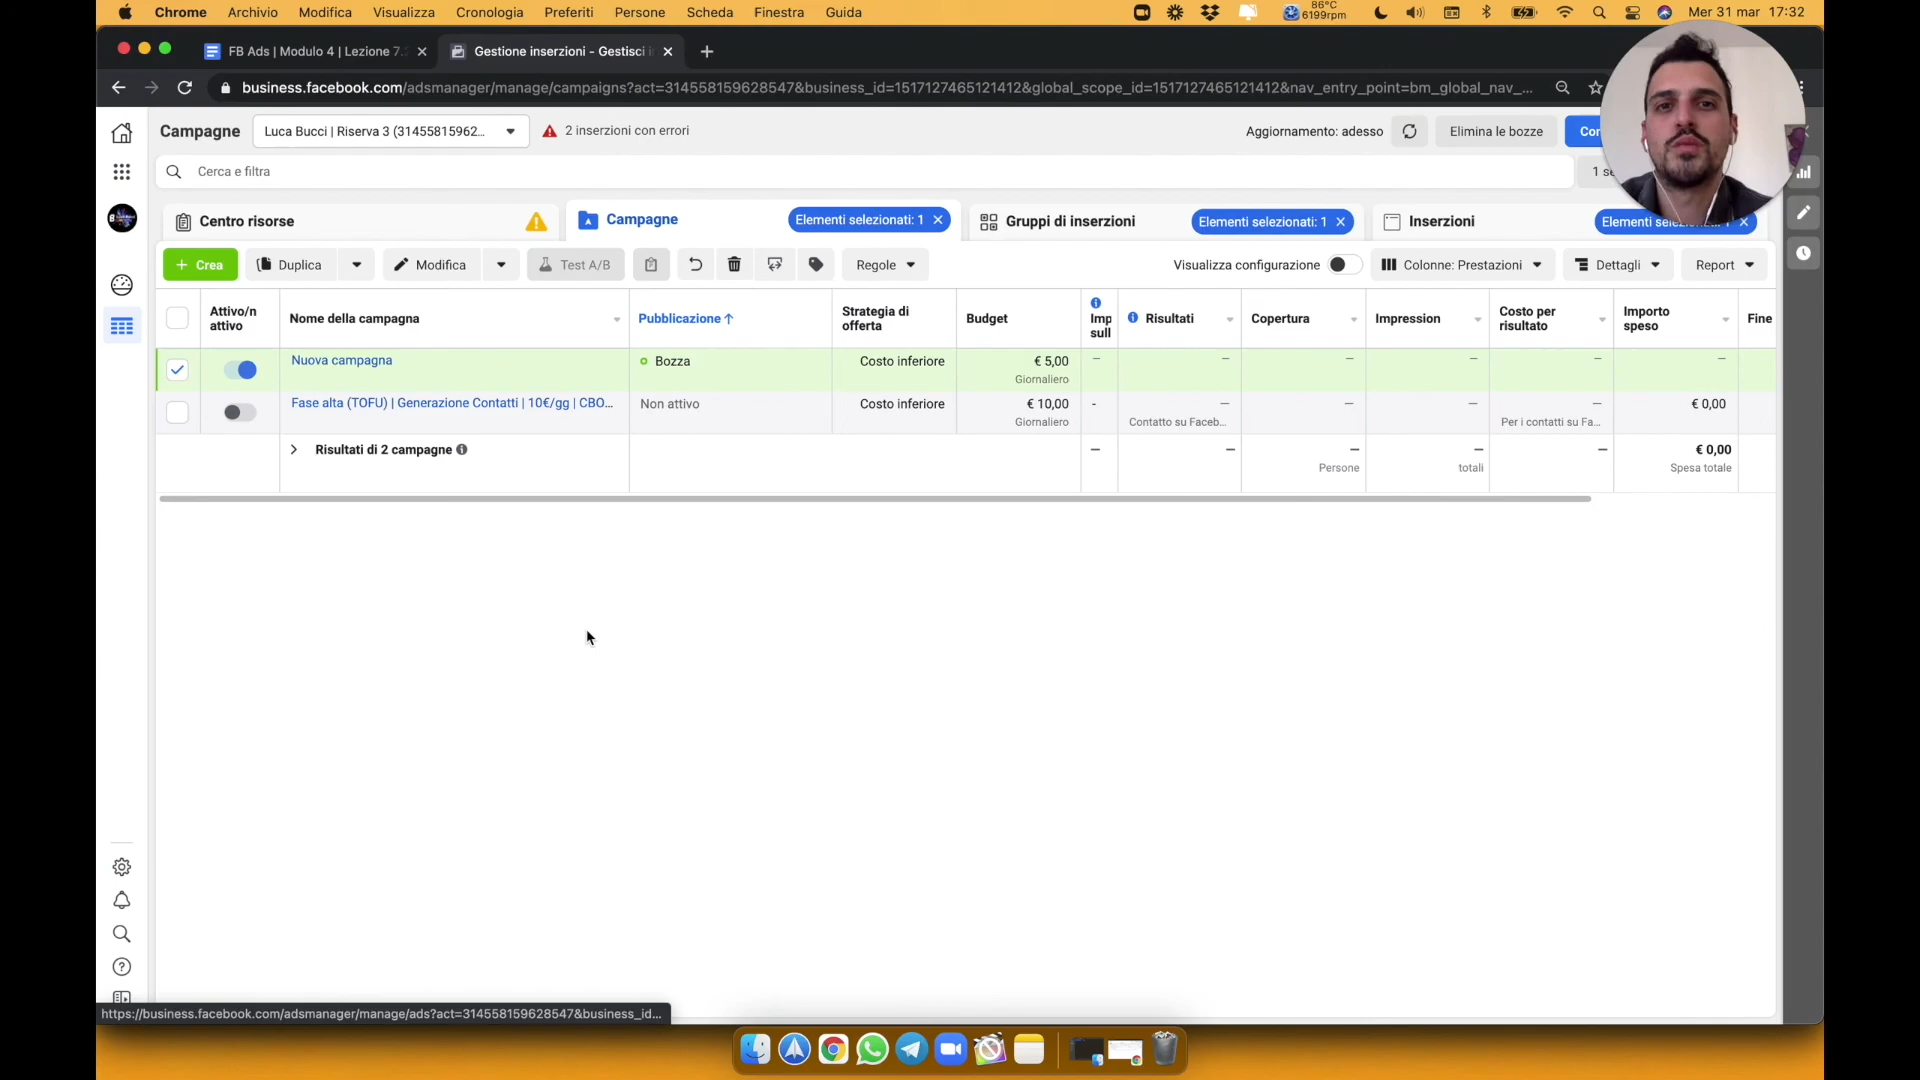 Chrome Archivio Modifica Visualizza Cronologia Preferiti Persone Scheda Finestra Guida
86°C
6199rpm
Mer 31 mar 17:32
FB Ads | Modulo 4 | Lezione 7.
Gestione inserzioni - Gestisci i
business.facebook.com/adsmanager/manage/campaigns?act=314558159628547&business_id=1517127465121412&global_scope_id=1517127465121412&nav_entry_point=bm_global_nav_...
Campagne
Luca Bucci | Riserva 3 (31455815962...
2 inserzioni con errori
Aggiornamento: adesso
Elimina le bozze
Cerca e filtra
Centro risorse
Campagne
Elementi selezionati: 1
Gruppi di inserzioni
Elementi selezionati: 1
Inserzioni
+ Crea
Duplica
Modifica
Test A/B
Regole
Visualizza configurazione
Colonne: Prestazioni
Dettagli
Report
Attivo/n
attivo
Nome della campagna
Pubblicazione
Strategia di
offerta
Budget
Imp
sull
Risultati
Copertura
Impression
Costo per
risultato
Importo
speso
Fine
Nuova campagna
Bozza
Costo inferiore
€ 5,00
Giornaliero
– – – – – –
Fase alta (TOFU) | Generazione Contatti | 10€/gg | CBO...
Non attivo
Costo inferiore
€ 10,00
Giornaliero
-
–
Contatto su Faceb...
–
–
–
Per i contatti su Fa...
€ 0,00
Risultati di 2 campagne
–
–
–
Persone
–
totali
–
€ 0,00
Spesa totale
https://business.facebook.com/adsmanager/manage/ads?act=314558159628547&business_id...